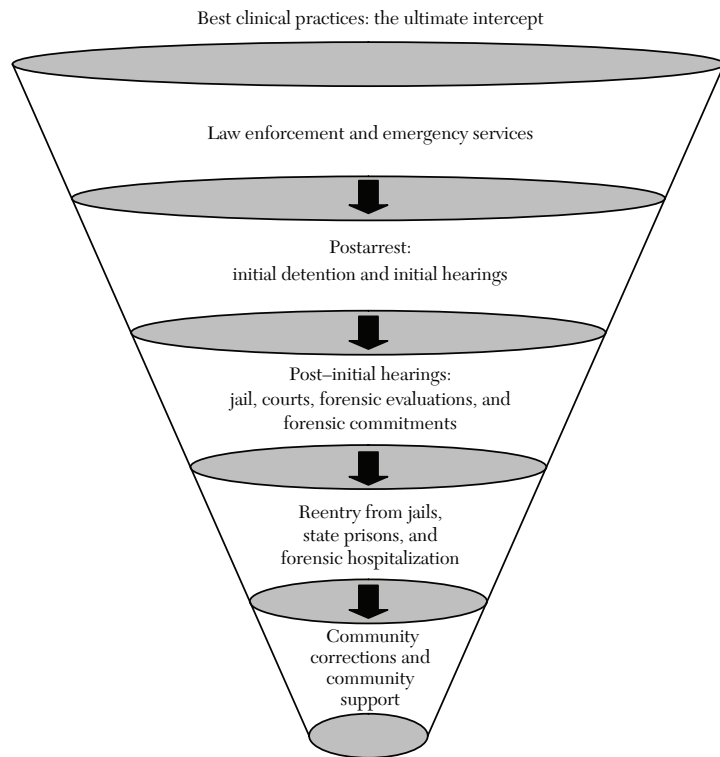 Best clinical practices: the ultimate intercept
Law enforcement and emergency services
Postarrest:
initial detention and initial hearings
Post–initial hearings:
jail, courts, forensic evaluations, and
forensic commitments
Reentry from jails,
state prisons, and
forensic hospitalization
Community
corrections and
community
support